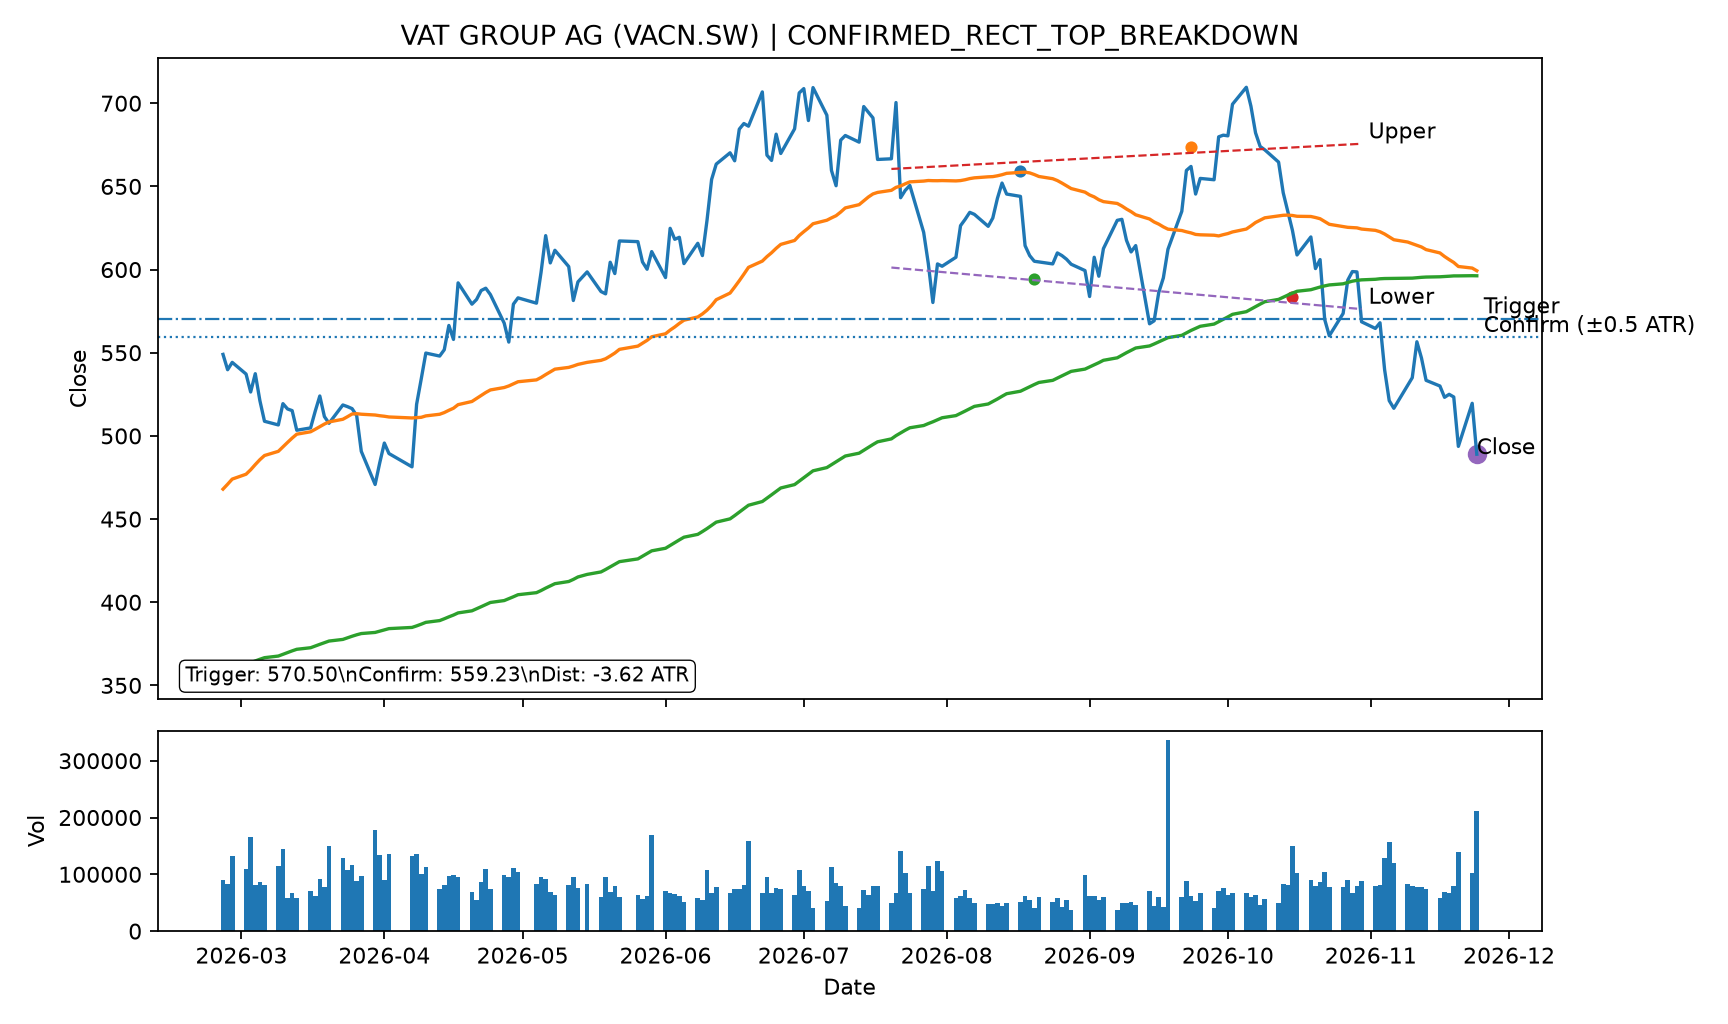 VAT GROUP AG (VACN.SW) | CONFIRMED_RECT_TOP_BREAKDOWN
Close
700
650
600
550
500
450
400
350
Upper
Lower
Trigger
Confirm (±0.5 ATR)
Close
Trigger: 570.50\nConfirm: 559.23\nDist: -3.62 ATR
Vol
300000
200000
100000
0
2026-03 2026-04 2026-05 2026-06 2026-07 2026-08 2026-09 2026-10 2026-11 2026-12
Date